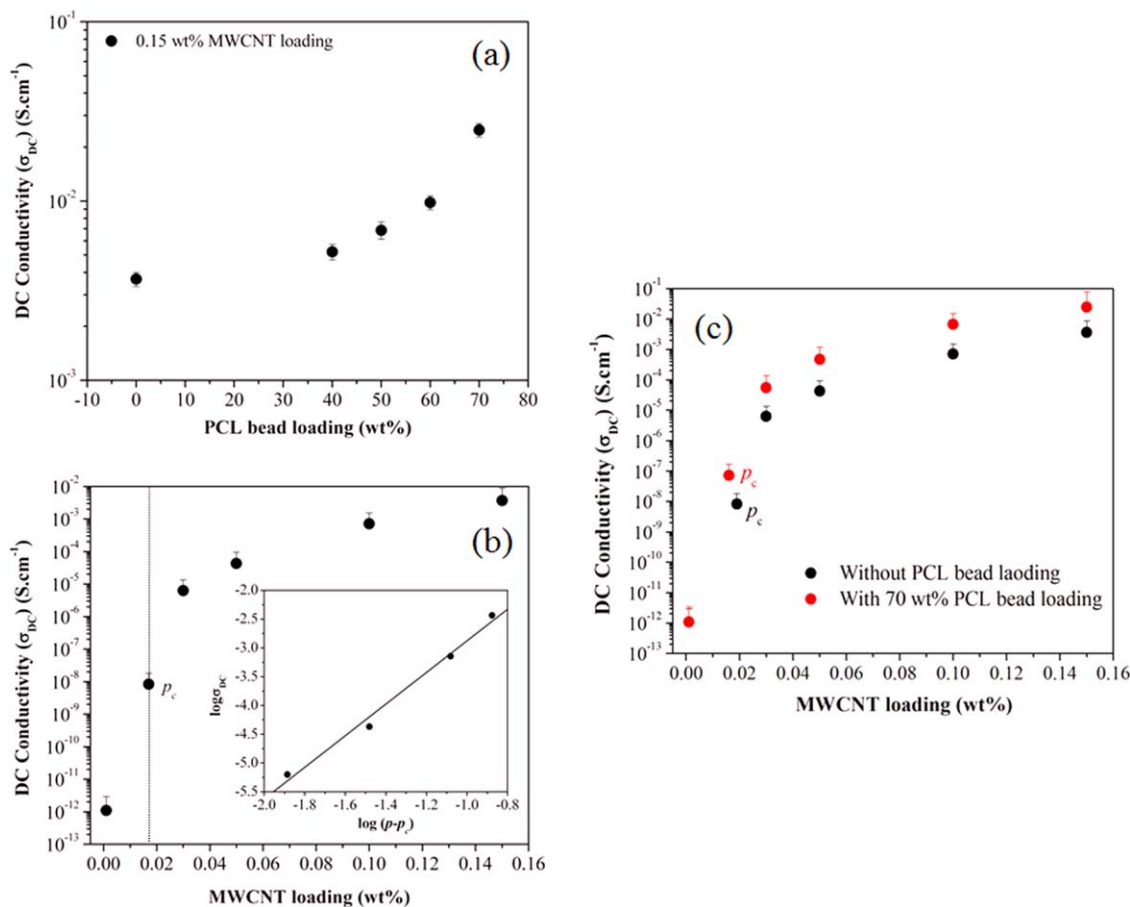 10⁻¹
0.15 wt% MWCNT loading
(a)
10⁻²
10⁻³
DC Conductivity (σ_DC) (S.cm⁻¹)
-10 0 10 20 30 40 50 60 70 80
PCL bead loading (wt%)
10⁻²
10⁻³
10⁻⁴
10⁻⁵
10⁻⁶
10⁻⁷
10⁻⁸
10⁻⁹
10⁻¹⁰
10⁻¹¹
10⁻¹²
10⁻¹³
DC Conductivity (σ_DC) (S.cm⁻¹)
(b)
p_c
-2.0
-2.5
-3.0
-3.5
-4.0
-4.5
-5.0
-5.5
logσ_DC
-2.0 -1.8 -1.6 -1.4 -1.2 -1.0 -0.8
log (p-p_c)
0.00 0.02 0.04 0.06 0.08 0.10 0.12 0.14 0.16
MWCNT loading (wt%)
10⁻¹
10⁻²
10⁻³
10⁻⁴
10⁻⁵
10⁻⁶
10⁻⁷
10⁻⁸
10⁻⁹
10⁻¹⁰
10⁻¹¹
10⁻¹²
10⁻¹³
DC Conductivity (σ_DC) (S.cm⁻¹)
(c)
p_c
p_c
Without PCL bead laoding
With 70 wt% PCL bead loading
0.00 0.02 0.04 0.06 0.08 0.10 0.12 0.14 0.16
MWCNT loading (wt%)